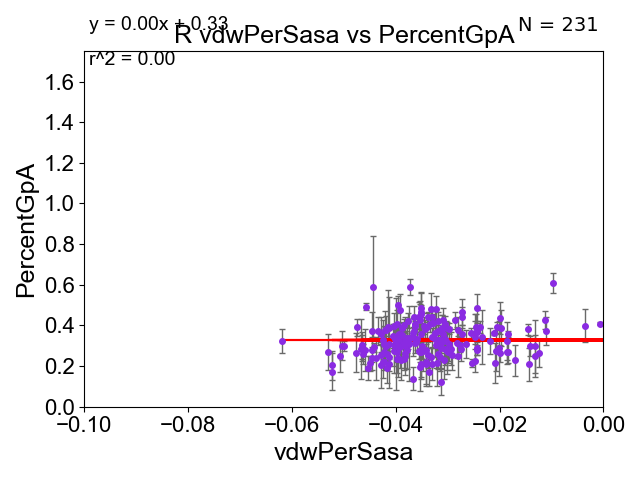 y = 0.00x + 0.33
N = 231
R vdwPerSasa vs PercentGpA
r^2 = 0.00
PercentGpA
1.6
1.4
1.2
1.0
0.8
0.6
0.4
0.2
0.0
−0.10
−0.08
−0.06
−0.04
−0.02
0.00
vdwPerSasa